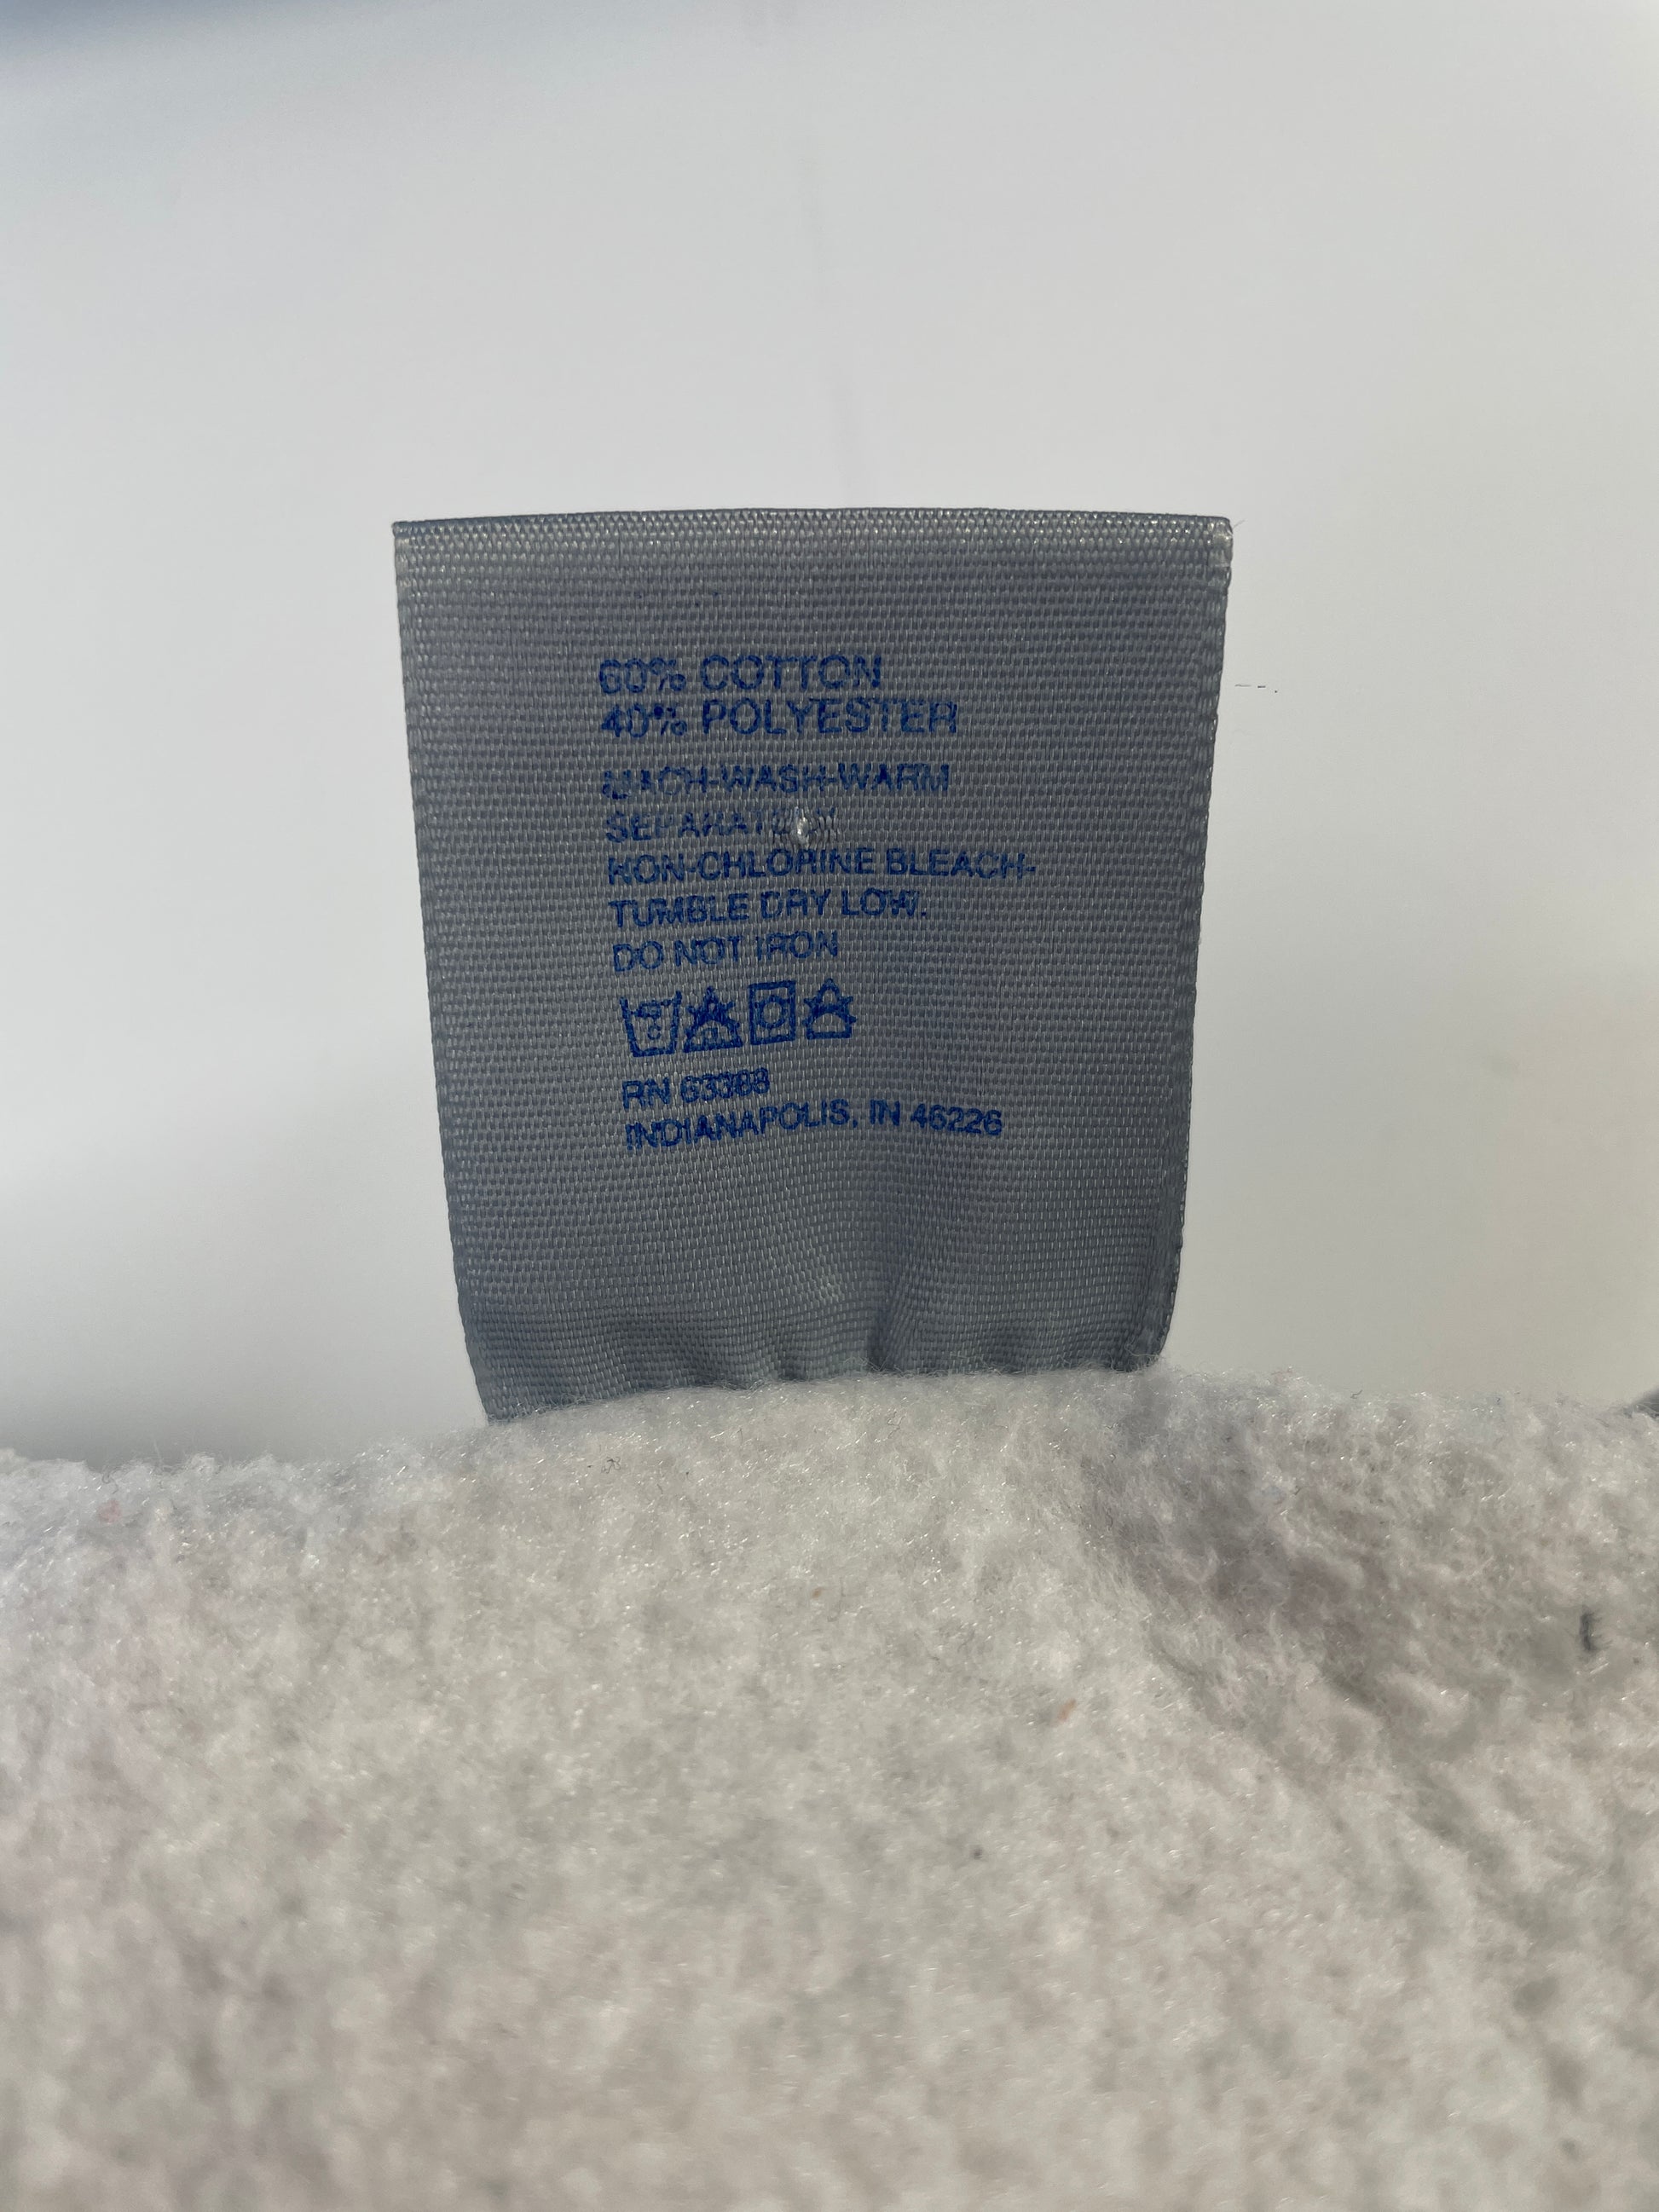 60% COTTON
40% POLYESTER
MACH-WASH-WARM
NON-CHLORINE BLEACH-
TUMBLE DRY LOW.
DO NOT IRON
RN
INDIANAPOLIS, IN 46226